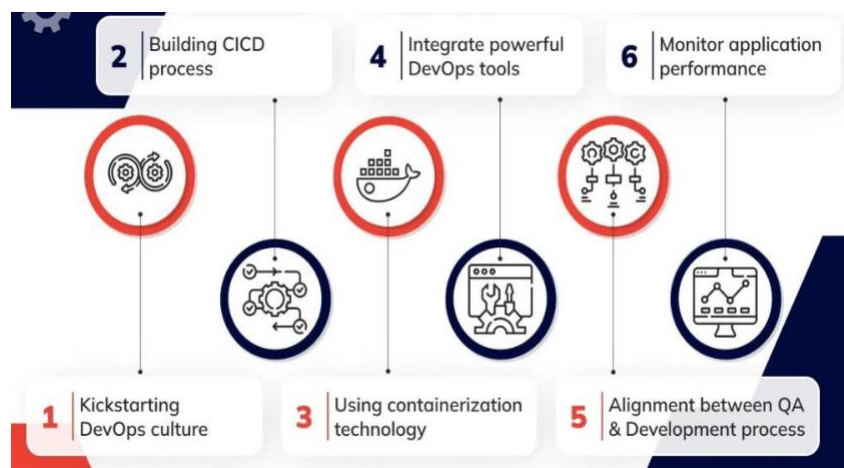 2
Building CICD
process
4
Integrate powerful
DevOps tools
6
Monitor application
performance
1
Kickstarting
DevOps culture
3
Using containerization
technology
5
Alignment between QA
& Development process